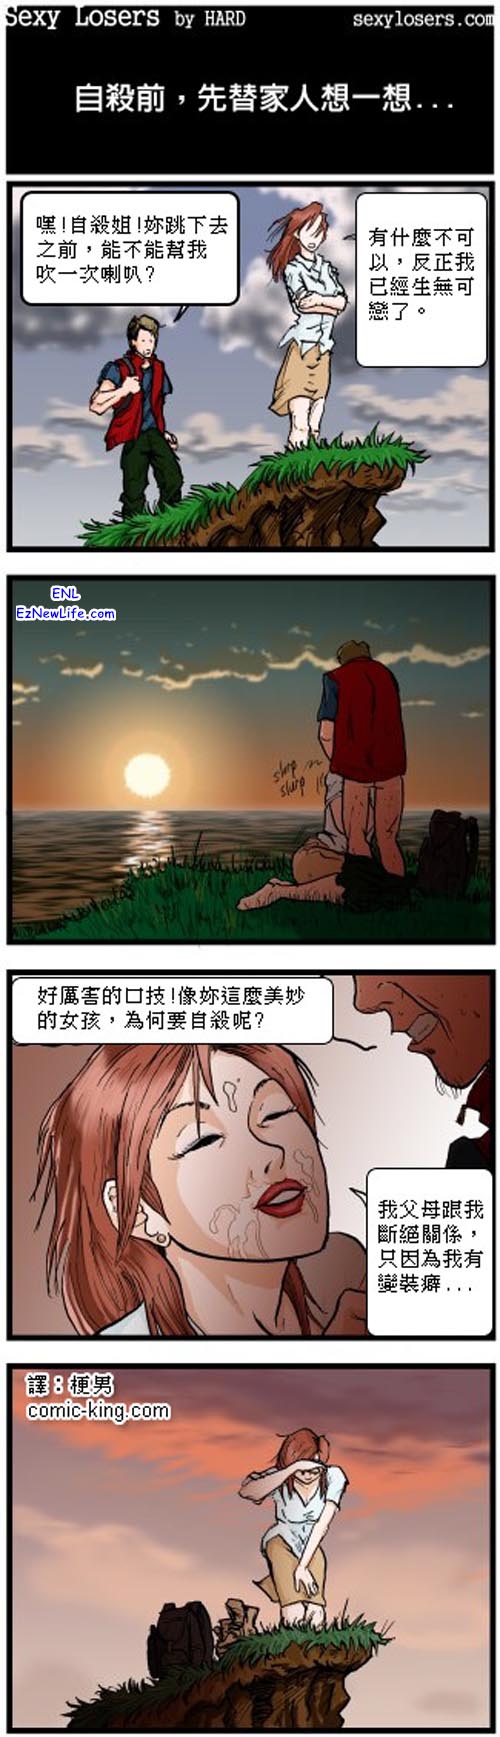 Sexy Losers by HARD
sexylosers.com
自殺前，先替家人想一想...
嘿!自殺姐!妳跳下去
之前，能不能幫我
吹一次喇叭?
有什麼不可
以，反正我
已經生無可
戀了。
ENL
EzNewLife.com
slurp
slurp
好厲害的口技!像妳這麼美妙
的女孩，為何要自殺呢?
我父母跟我
斷絕關係，
只因為我有
變裝癖...
譯：梗男
comic-king.com